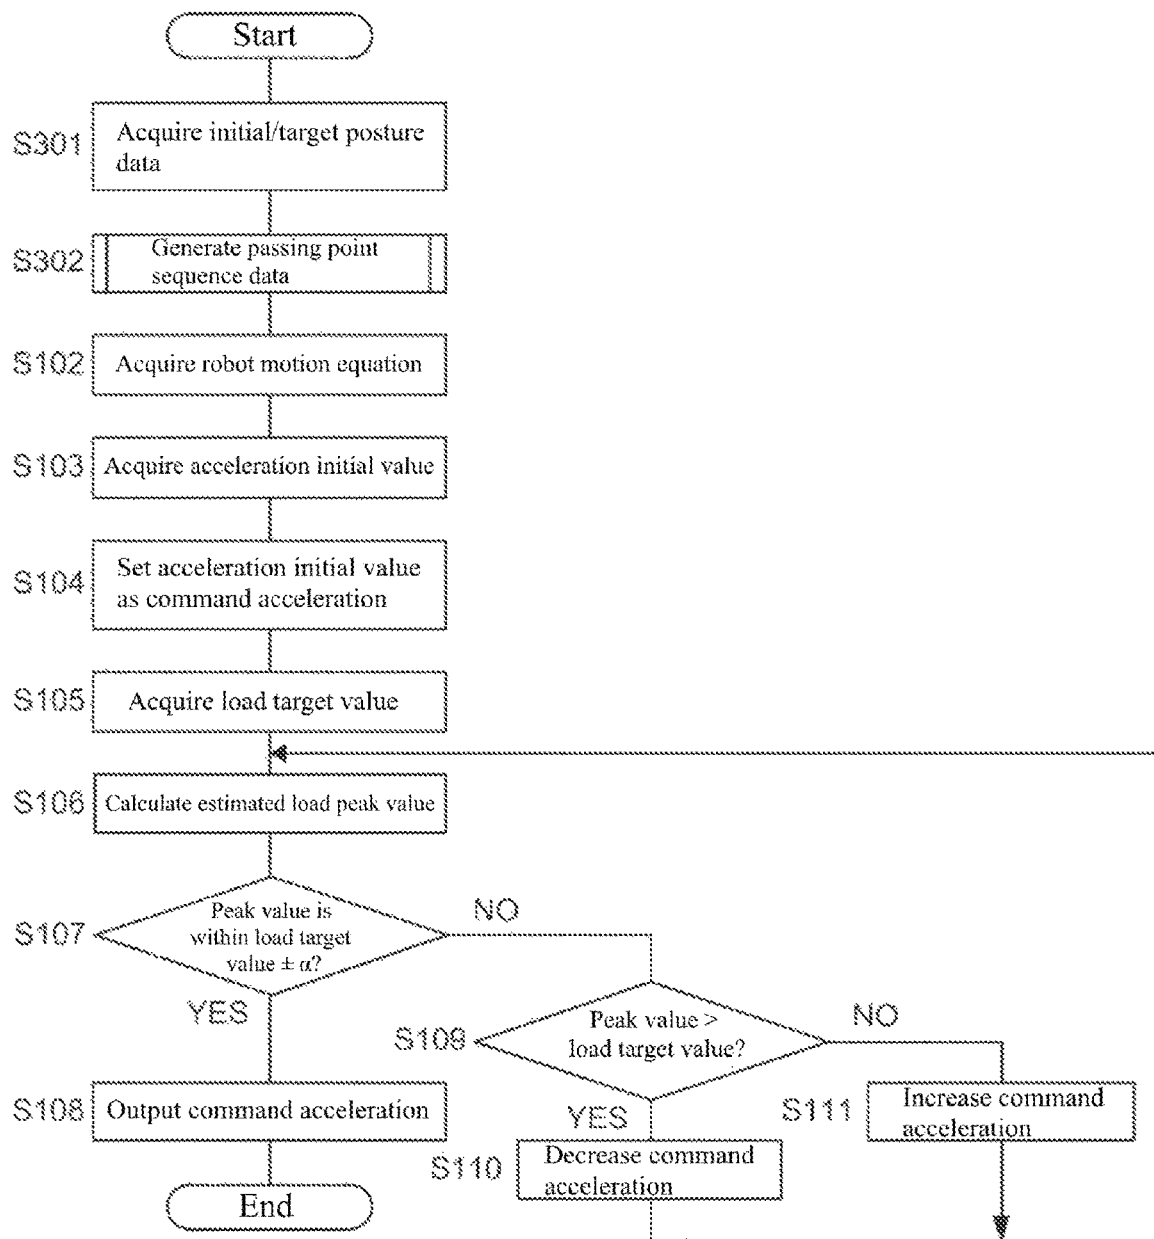 Start
S301
Acquire initial/target posture
data
S302
Generate passing point
sequence data
S102
Acquire robot motion equation
S103
Acquire acceleration initial value
S104
Set acceleration initial value
as command acceleration
S105
Acquire load target value
S106
Calculate estimated load peak value
S107
Peak value is
within load target
value ± α?
NO
YES
S109
Peak value >
load target value?
NO
YES
S108
Output command acceleration
S111
Increase command
acceleration
S110
Decrease command
acceleration
End